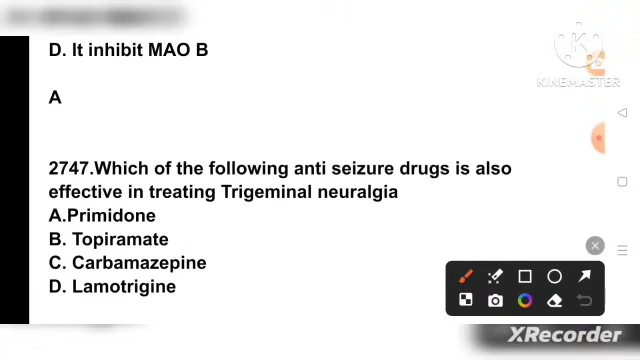 D. It inhibit MAO B
A
KINEMASTER
2747.Which of the following anti seizure drugs is also
effective in treating Trigeminal neuralgia
A.Primidone
B. Topiramate
C. Carbamazepine
D. Lamotrigine
XRecorder